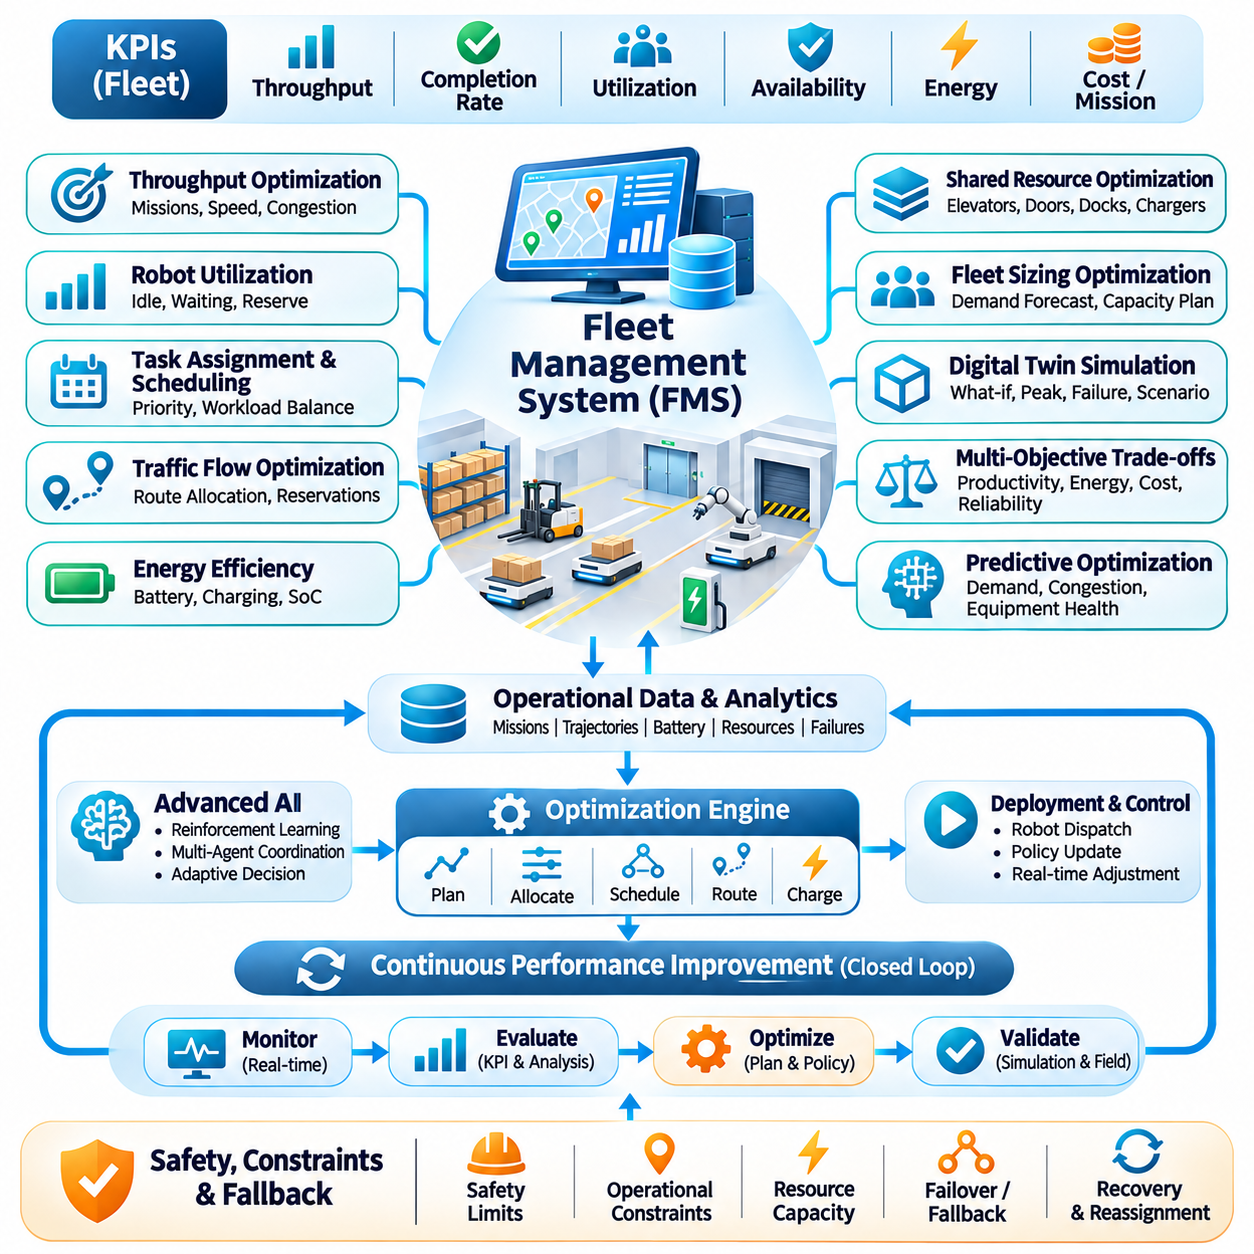 KPIs
(Fleet)
Throughput
Completion
Rate
Utilization
Availability
Energy
Cost /
Mission
Throughput Optimization
Missions, Speed, Congestion
Robot Utilization
Idle, Waiting, Reserve
Task Assignment &
Scheduling
Priority, Workload Balance
Traffic Flow Optimization
Route Allocation, Reservations
Energy Efficiency
Battery, Charging, SoC
Fleet
Management
System (FMS)
Shared Resource Optimization
Elevators, Doors, Docks, Chargers
Fleet Sizing Optimization
Demand Forecast, Capacity Plan
Digital Twin Simulation
What-if, Peak, Failure, Scenario
Multi-Objective Trade-offs
Productivity, Energy, Cost,
Reliability
Predictive Optimization
Demand, Congestion,
Equipment Health
Operational Data & Analytics
Missions | Trajectories | Battery | Resources | Failures
Advanced AI
• Reinforcement Learning
• Multi-Agent Coordination
• Adaptive Decision
Optimization Engine
Plan
Allocate
Schedule
Route
Charge
Deployment & Control
• Robot Dispatch
• Policy Update
• Real-time Adjustment
Continuous Performance Improvement (Closed Loop)
Monitor
(Real-time)
Evaluate
(KPI & Analysis)
Optimize
(Plan & Policy)
Validate
(Simulation & Field)
Safety, Constraints
& Fallback
Safety
Limits
Operational
Constraints
Resource
Capacity
Failover /
Fallback
Recovery
& Reassignment